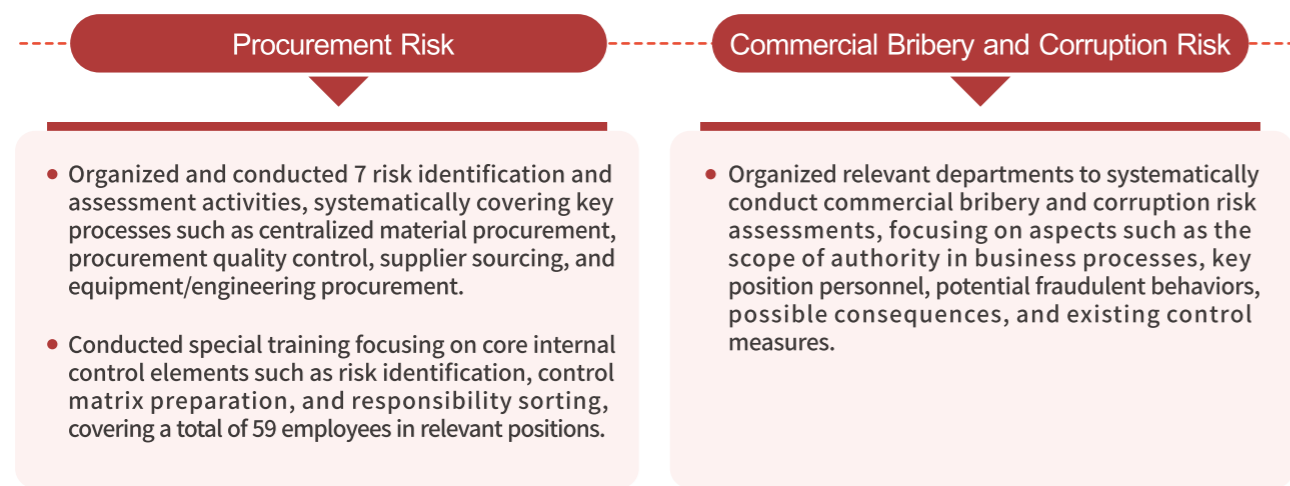 Procurement Risk
Organized and conducted 7 risk identification and
assessment activities, systematically covering key
processes such as centralized material procurement,
procurement quality control, supplier sourcing, and
equipment/engineering procurement.
Conducted special training focusing on core internal
control elements such as risk identification, control
matrix preparation, and responsibility sorting,
covering a total of 59 employees in relevant positions.
Commercial Bribery and Corruption Risk
Organized relevant departments to systematically
conduct commercial bribery and corruption risk
assessments, focusing on aspects such as the
scope of authority in business processes, key
position personnel, potential fraudulent behaviors,
possible consequences, and existing control
measures.